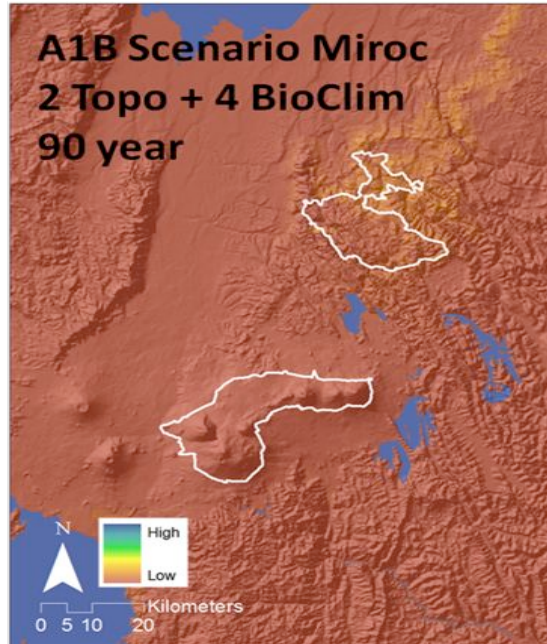 A1B Scenario Miroc
2 Topo + 4 BioClim
90 year
N
High
Low
Kilometers
0 5 10 20